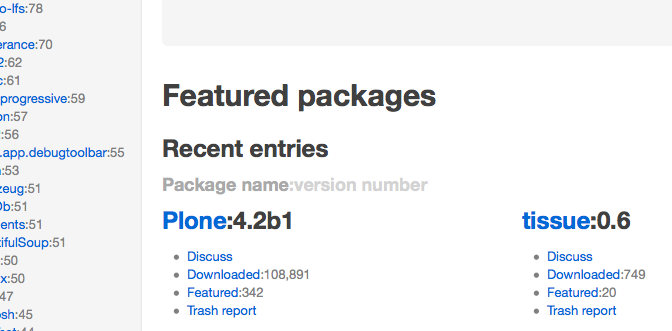 o-lfs:78
6
erance:70
2:62
c:61
progressive:59
on:57
:56
.app.debugtoolbar:55
:53
zeug:51
Db:51
ents:51
tifulSoup:51
:50
x:50
47
osh:45
Featured packages
Recent entries
Package name:version number
Plone:4.2b1
Discuss
Downloaded:108,891
Featured:342
Trash report
tissue:0.6
Discuss
Downloaded:749
Featured:20
Trash report